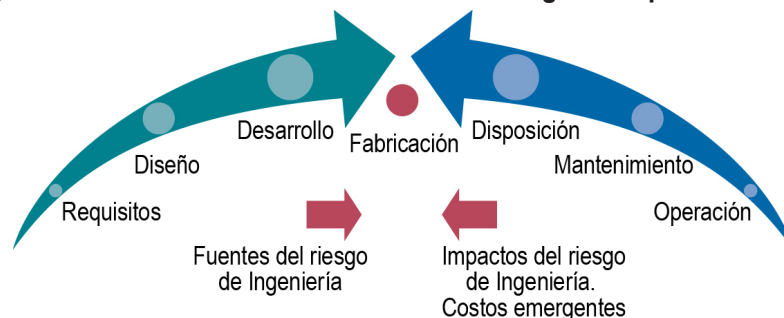 Desarrollo
Fabricación
Disposición
Diseño
Mantenimiento
Requisitos
Operación
Fuentes del riesgo
de Ingeniería
Impactos del riesgo
de Ingeniería.
Costos emergentes